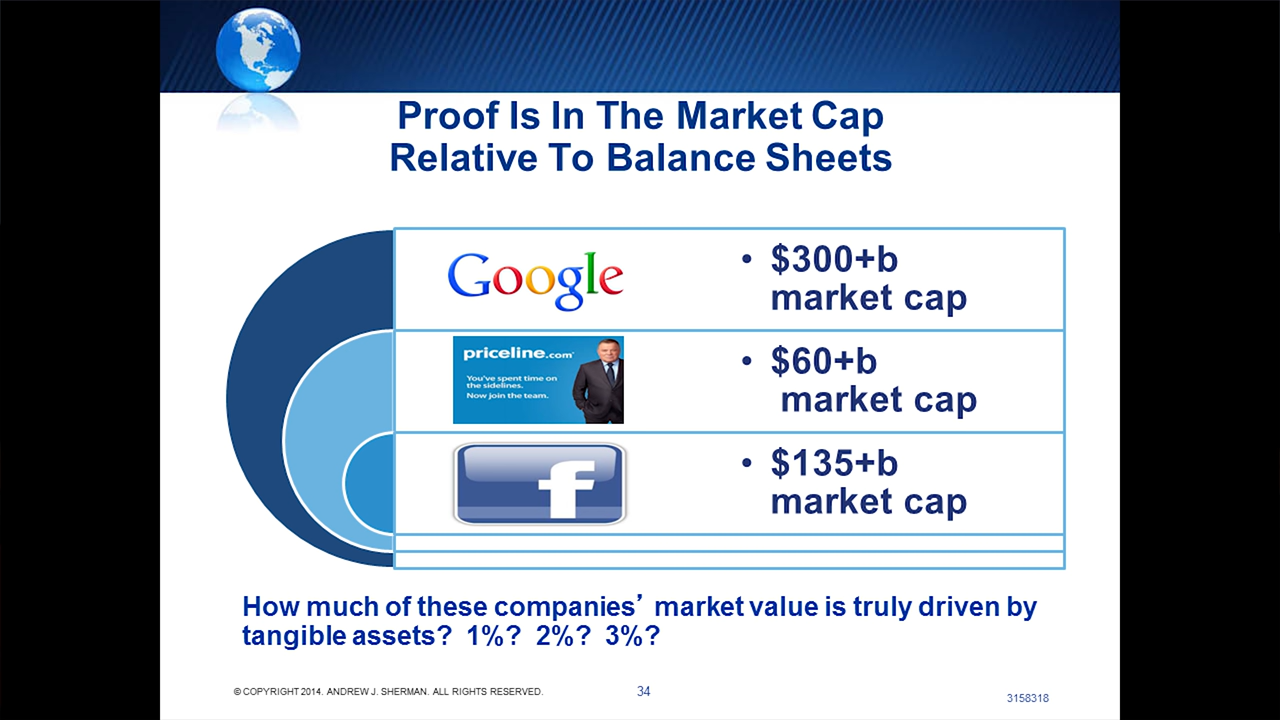 Proof Is In The Market Cap
Relative To Balance Sheets
Google
• $300+b
market cap
priceline.com
You've spent time on
the sidelines.
Now join the team.
• $60+b
market cap
f
• $135+b
market cap
How much of these companies’ market value is truly driven by
tangible assets? 1%? 2%? 3%?
© COPYRIGHT 2014. ANDREW J. SHERMAN. ALL RIGHTS RESERVED.
34
3158318